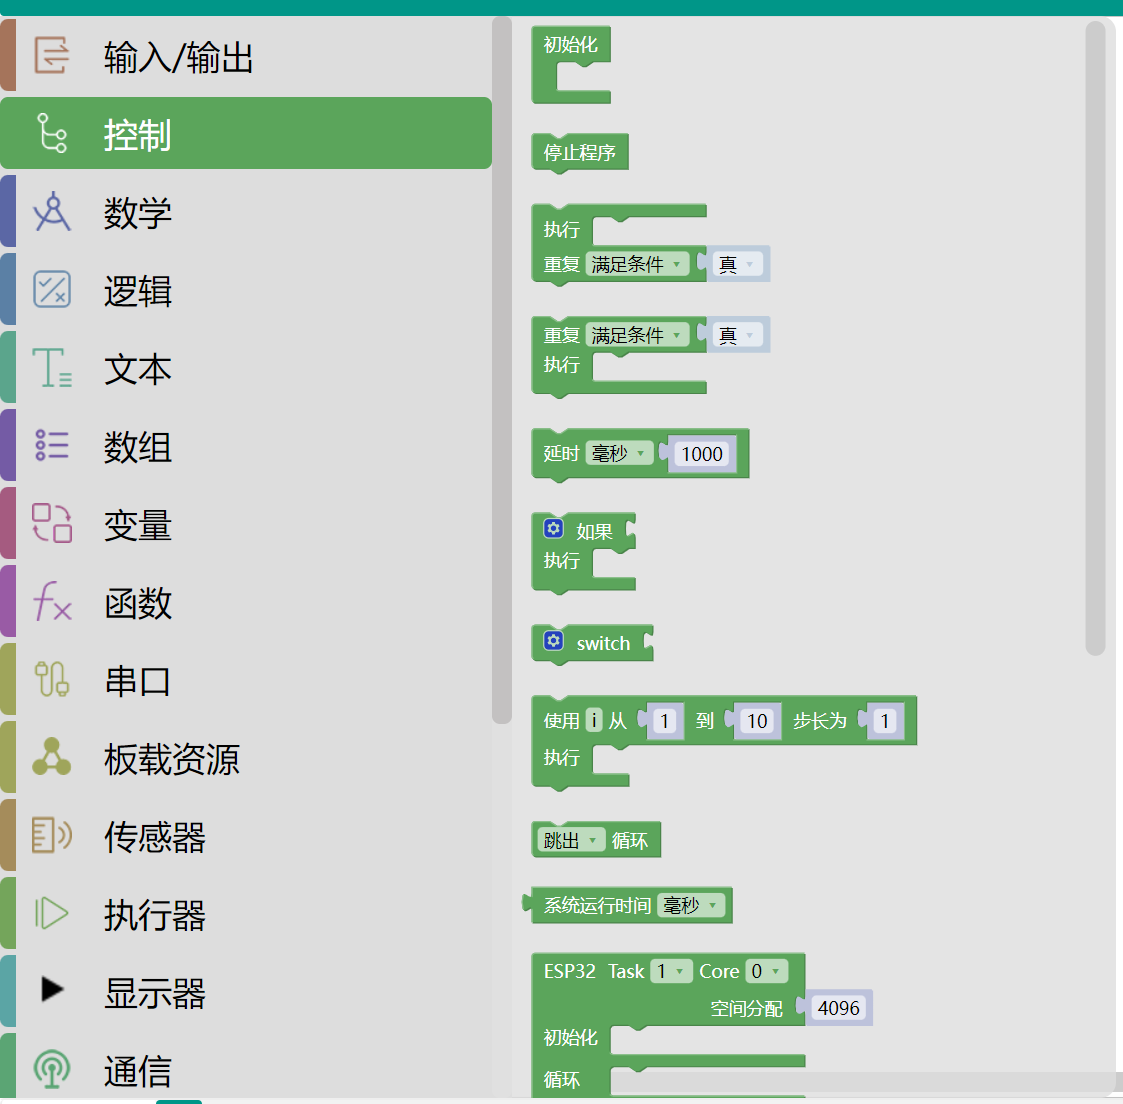 输入/输出
控制
数学
逻辑
文本
数组
变量
函数
串口
板载资源
传感器
执行器
显示器
通信
初始化
停止程序
执行
重复 满足条件 真
重复 满足条件 真
执行
延时 毫秒 1000
如果
执行
switch
使用 i 从 1 到 10 步长为 1
执行
跳出 循环
系统运行时间 毫秒
ESP32 Task 1 Core 0
空间分配 4096
初始化
循环